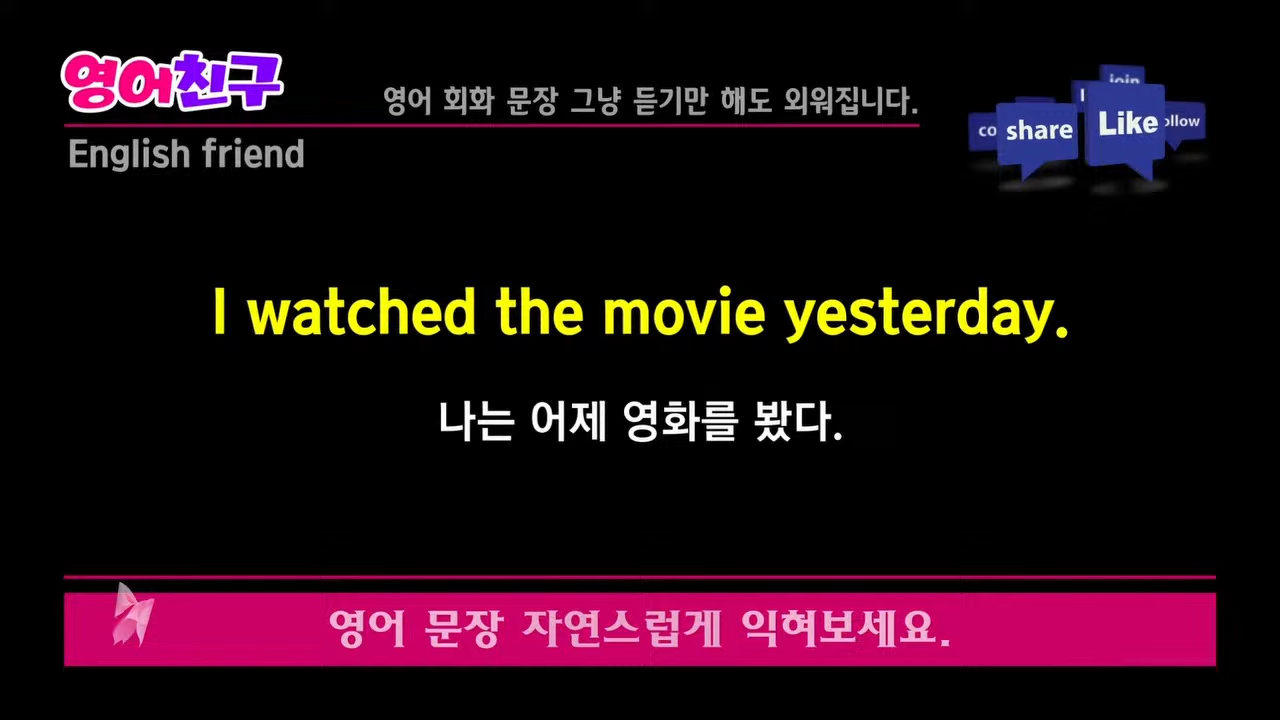 영어친구
영어 회화 문장 그냥 듣기만 해도 외워집니다.
English friend
join
share
Like
I watched the movie yesterday.
나는 어제 영화를 봤다.
영어 문장 자연스럽게 익혀보세요.